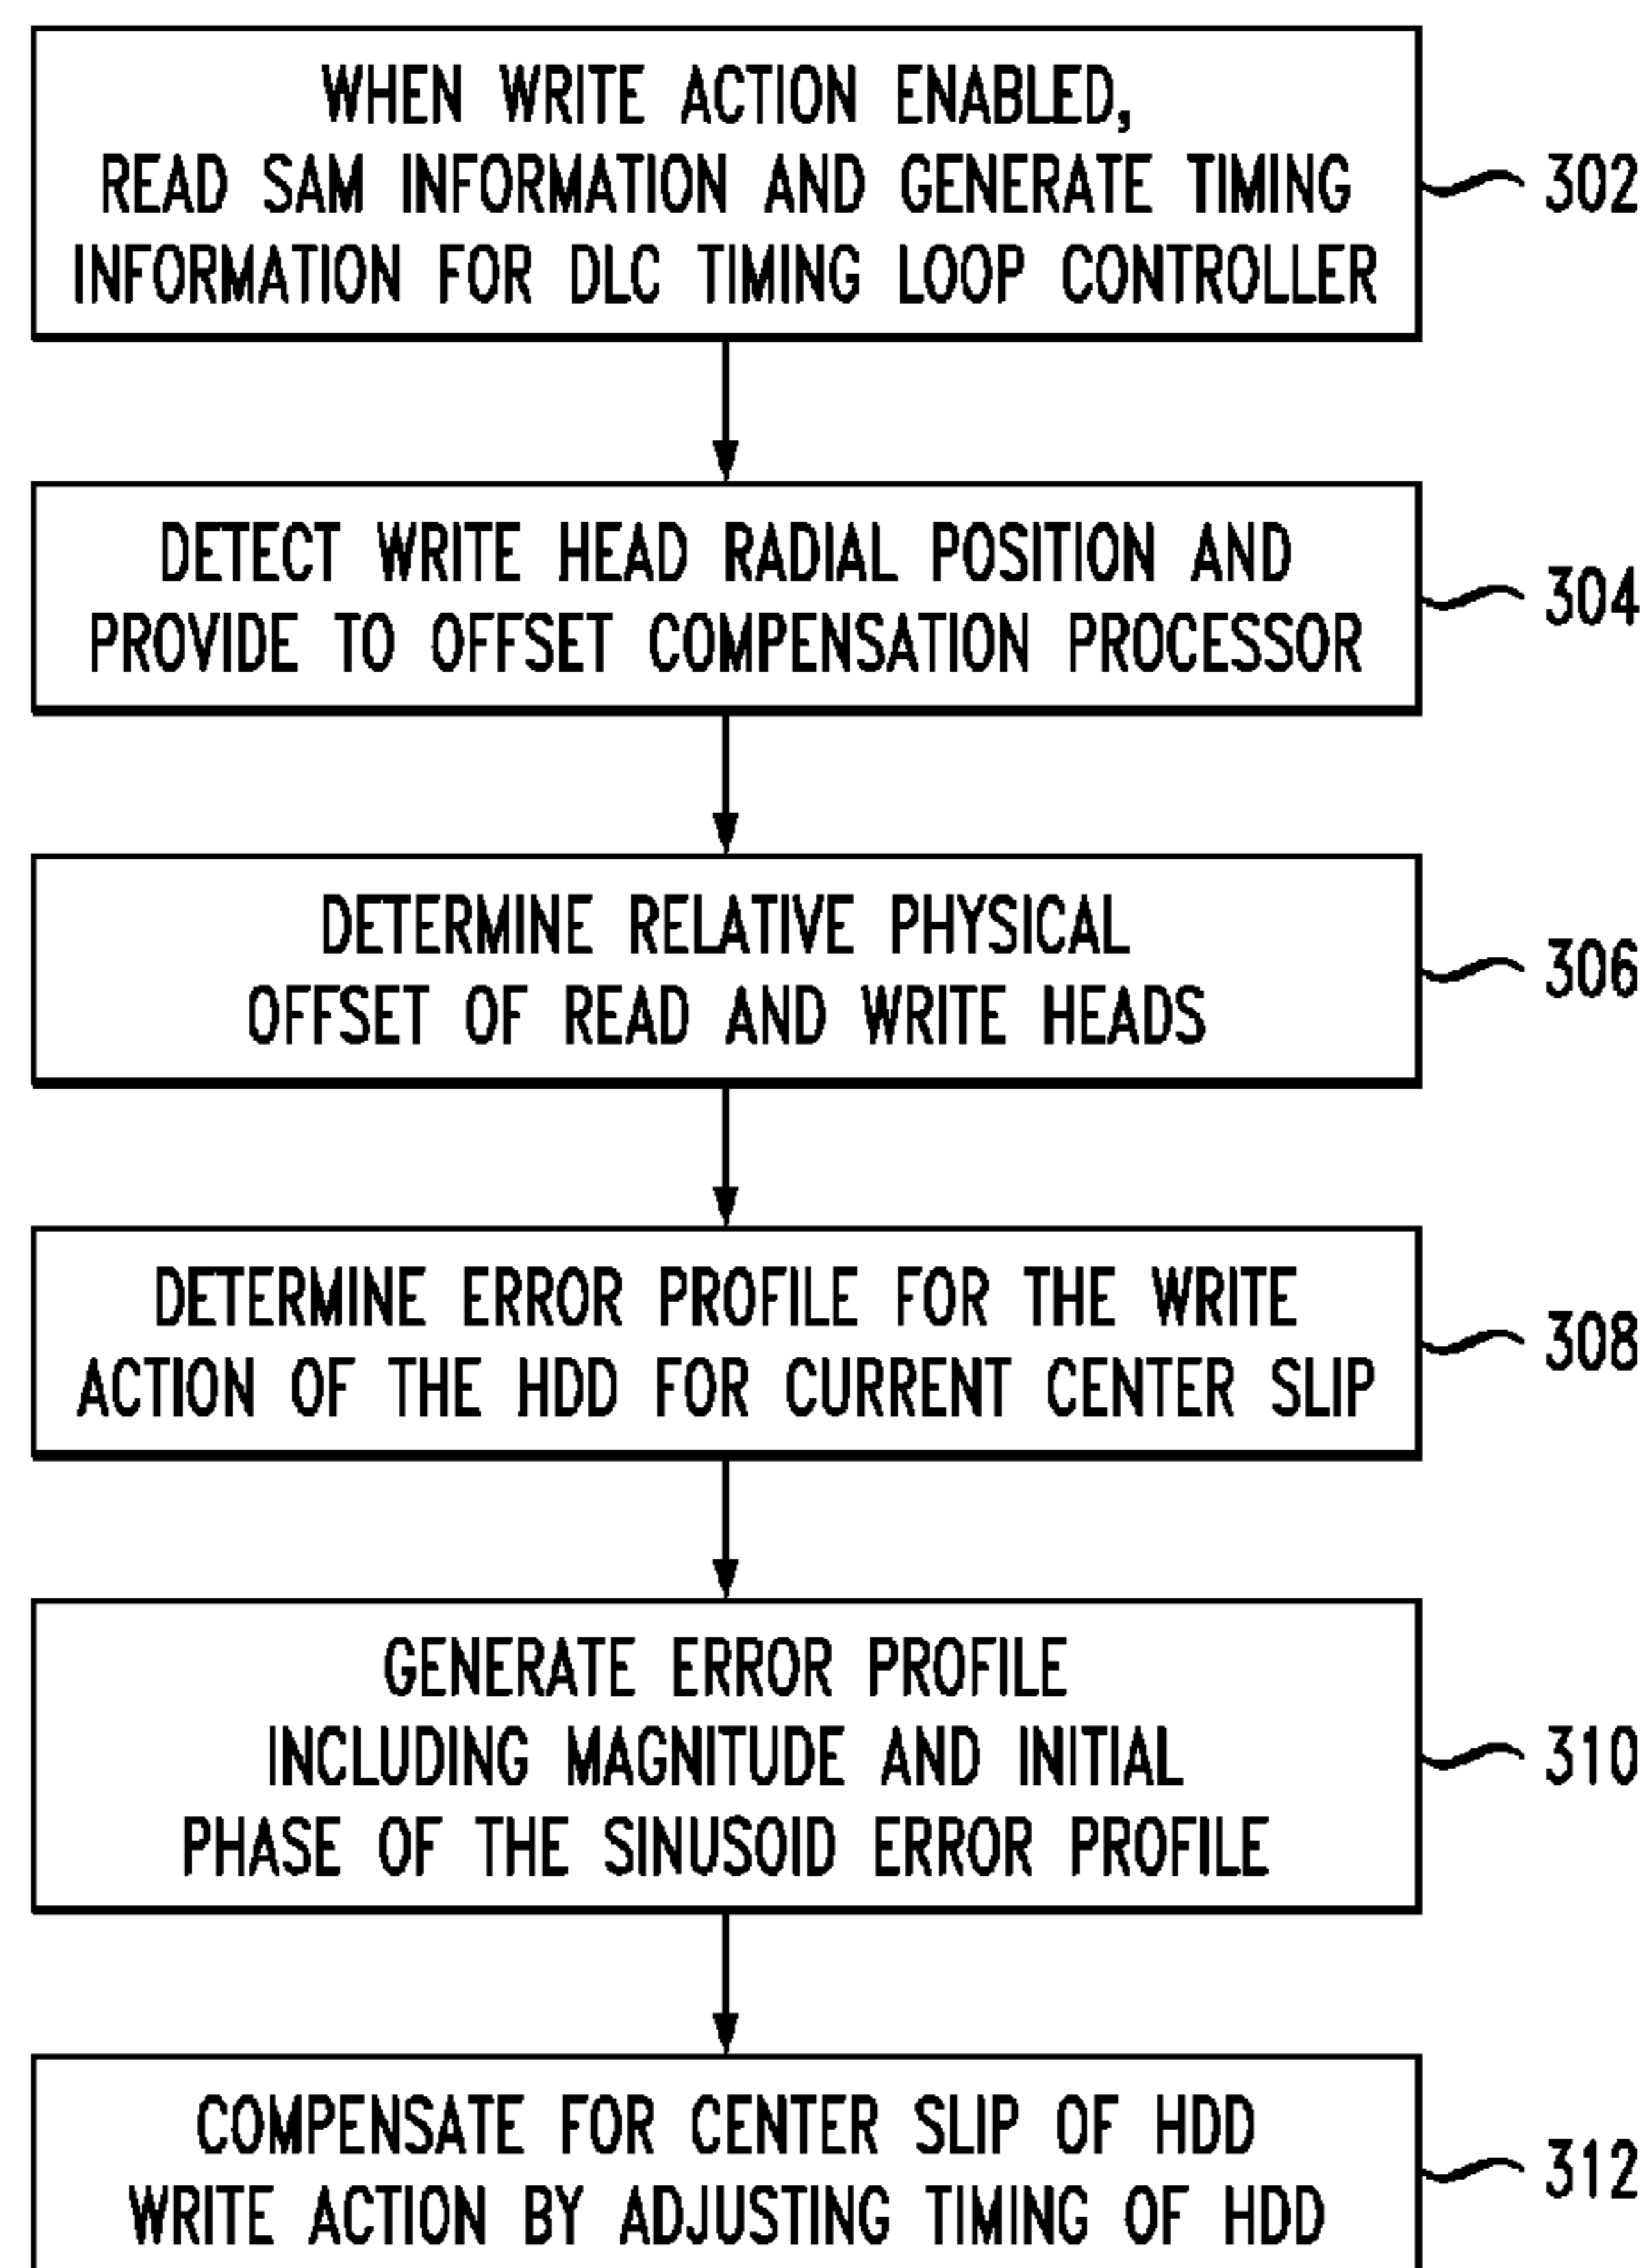 WHEN WRITE ACTION ENABLED,
READ SAM INFORMATION AND GENERATE TIMING
INFORMATION FOR DLC TIMING LOOP CONTROLLER
302
DETECT WRITE HEAD RADIAL POSITION AND
PROVIDE TO OFFSET COMPENSATION PROCESSOR
304
DETERMINE RELATIVE PHYSICAL
OFFSET OF READ AND WRITE HEADS
306
DETERMINE ERROR PROFILE FOR THE WRITE
ACTION OF THE HDD FOR CURRENT CENTER SLIP
308
GENERATE ERROR PROFILE
INCLUDING MAGNITUDE AND INITIAL
PHASE OF THE SINUSOID ERROR PROFILE
310
COMPENSATE FOR CENTER SLIP OF HDD
WRITE ACTION BY ADJUSTING TIMING OF HDD
312